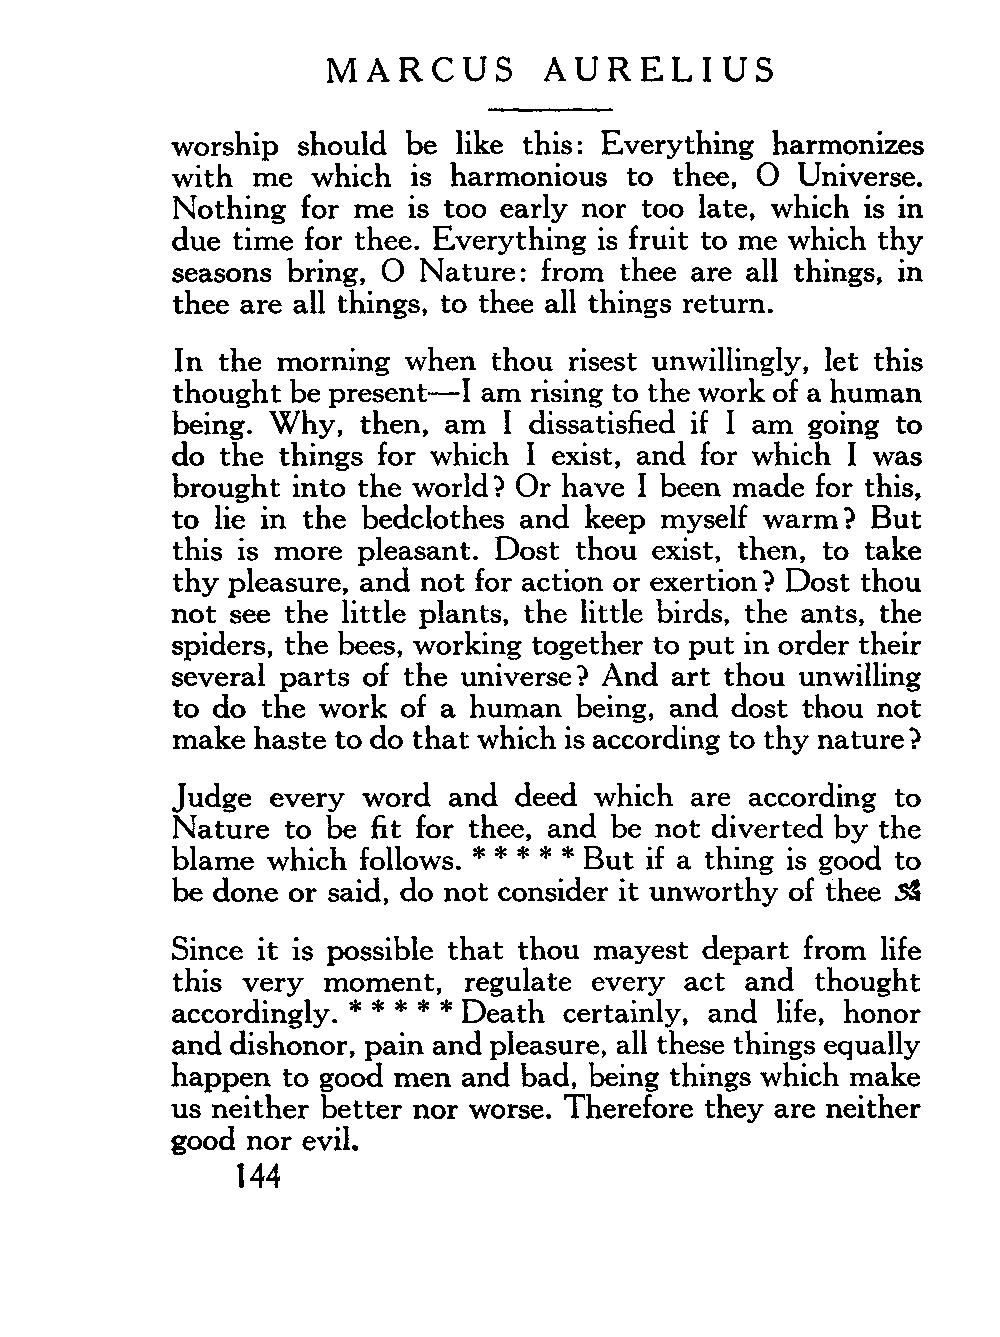 MARCUS AURELIUS
worship should be like this: Everything harmonizes
with me which is harmonious to thee, O Universe.
Nothing for me is too early nor too late, which is in
due time for thee. Everything is fruit to me which thy
seasons bring, O Nature: from thee are all things, in
thee are all things, to thee all things return.
In the morning when thou risest unwillingly, let this
thought be present—I am rising to the work of a human
being. Why, then, am I dissatisfied if I am going to
do the things for which I exist, and for which I was
brought into the world? Or have I been made for this,
to lie in the bedclothes and keep myself warm? But
this is more pleasant. Dost thou exist, then, to take
thy pleasure, and not for action or exertion? Dost thou
not see the little plants, the little birds, the ants, the
spiders, the bees, working together to put in order their
several parts of the universe? And art thou unwilling
to do the work of a human being, and dost thou not
make haste to do that which is according to thy nature?
Judge every word and deed which are according to
Nature to be fit for thee, and be not diverted by the
blame which follows. * * * * * But if a thing is good to
be done or said, do not consider it unworthy of thee
Since it is possible that thou mayest depart from life
this very moment, regulate every act and thought
accordingly. * * * * * Death certainly, and life, honor
and dishonor, pain and pleasure, all these things equally
happen to good men and bad, being things which make
us neither better nor worse. Therefore they are neither
good nor evil.
144